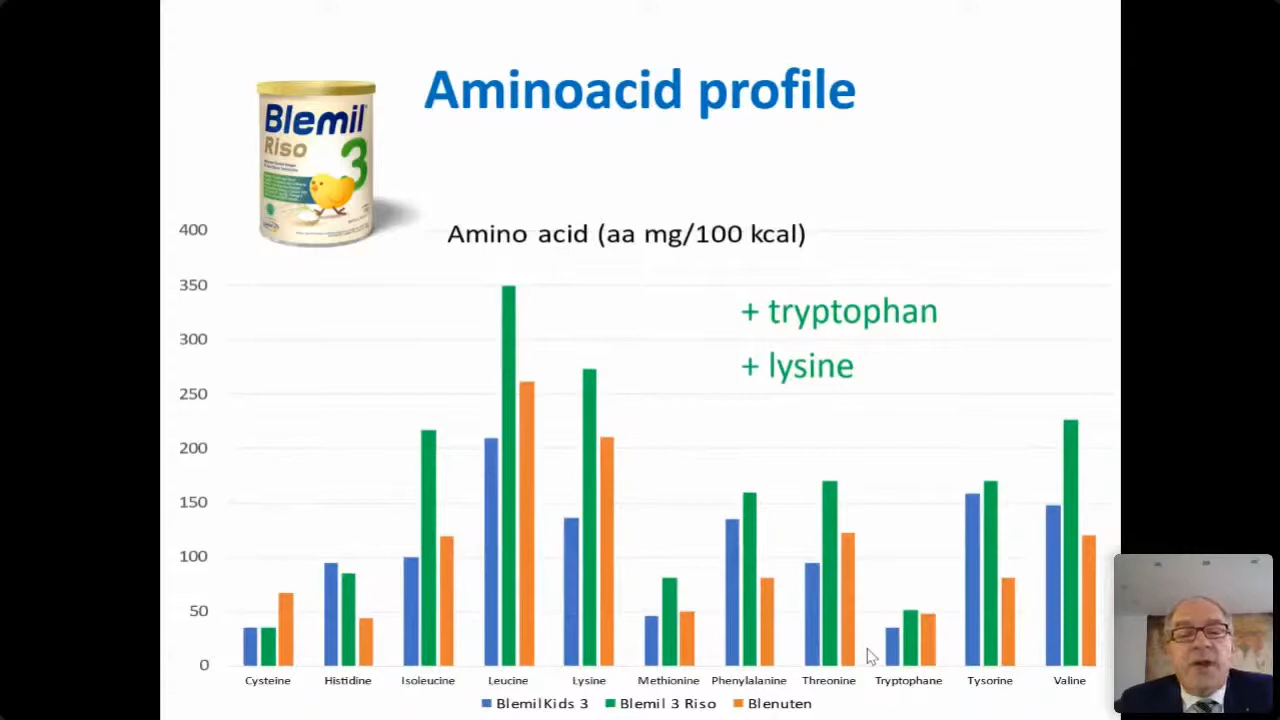 Aminoacid profile
Blemil
Riso
3
Amino acid (aa mg/100 kcal)
400
350
300
250
200
150
100
50
0
+ tryptophan
+ lysine
Cysteine Histidine Isoleucine Leucine Lysine Methionine Phenylalanine Threonine Tryptophane Tysorine Valine
BlemilKids 3 Blemil 3 Riso Blenuten